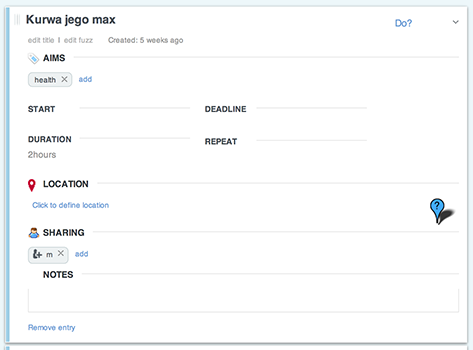 Kurwa jego max
Do?
edit title | edit fuzz Created: 5 weeks ago
AIMS
health add
START DEADLINE
DURATION REPEAT
2hours
LOCATION
Click to define location
?
SHARING
m add
NOTES
Remove entry